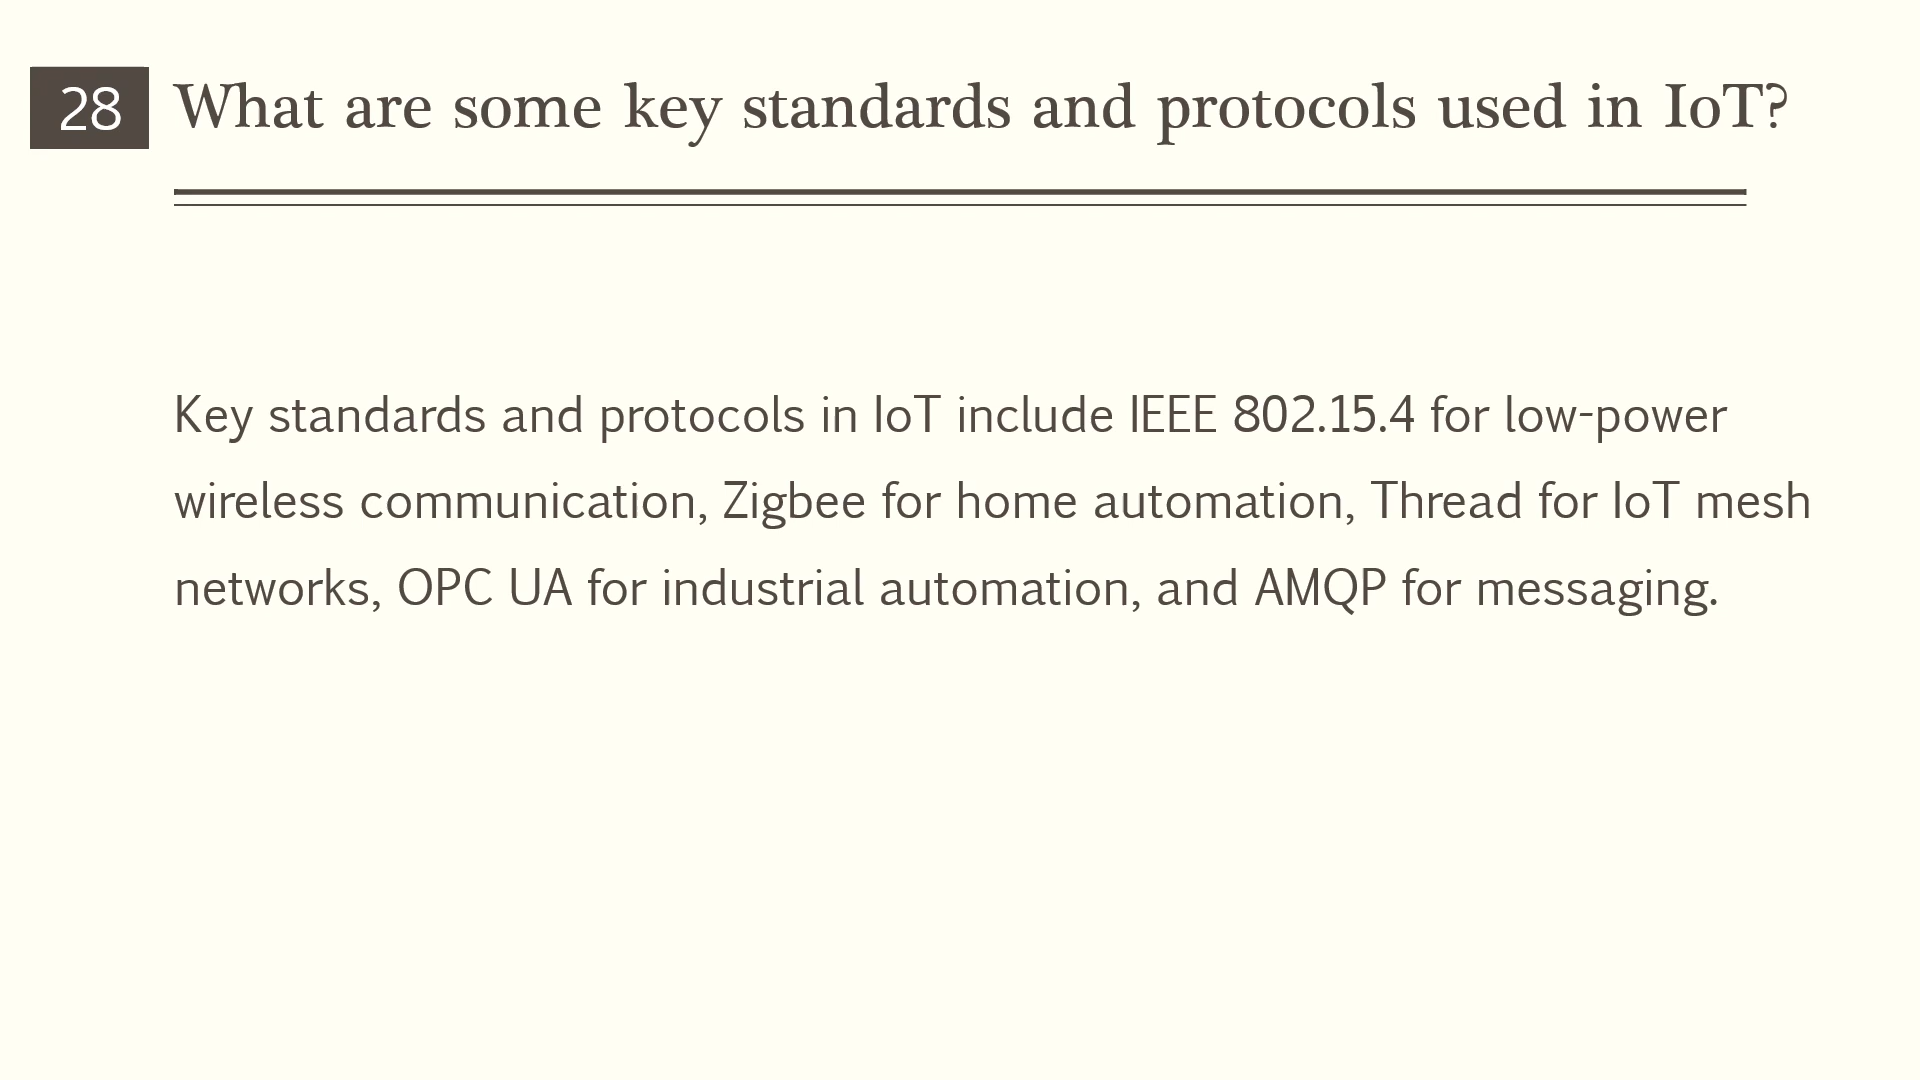 28 What are some key standards and protocols used in IoT?
Key standards and protocols in IoT include IEEE 802.15.4 for low-power
wireless communication, Zigbee for home automation, Thread for IoT mesh
networks, OPC UA for industrial automation, and AMQP for messaging.